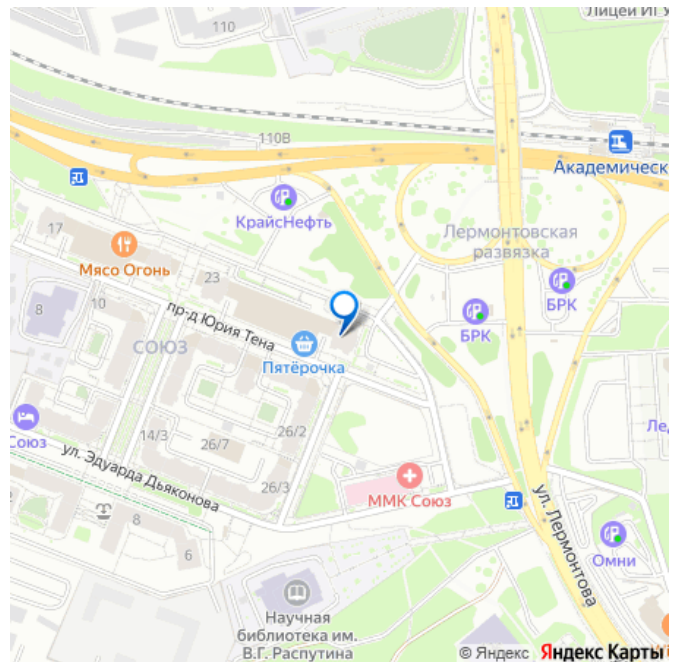 Лицей ИГУ
110
110В
Академическ
КрайсНефть
Лермонтовская
развязка
17
Мясо Огонь
23
БРК
8
10
пр-д Юрия Тена
БРК
СОЮЗ
Пятёрочка
Союз
14/3
26/7
26/2
Ле
ул. Эдуарда Дьяконова
26/3
ММК Союз
ул. Лермонтова
8
6
Омни
Научная
библиотека им.
В.Г. Распутина
© Яндекс Яндекс Карты